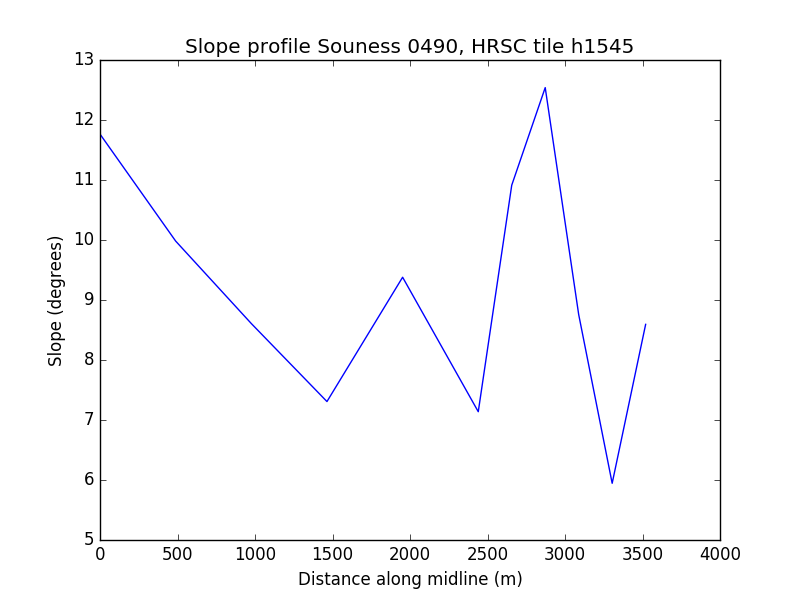 Slope profile Souness 0490, HRSC tile h1545
13
12
11
10
9
8
7
6
5
Slope (degrees)
0 500 1000 1500 2000 2500 3000 3500 4000
Distance along midline (m)